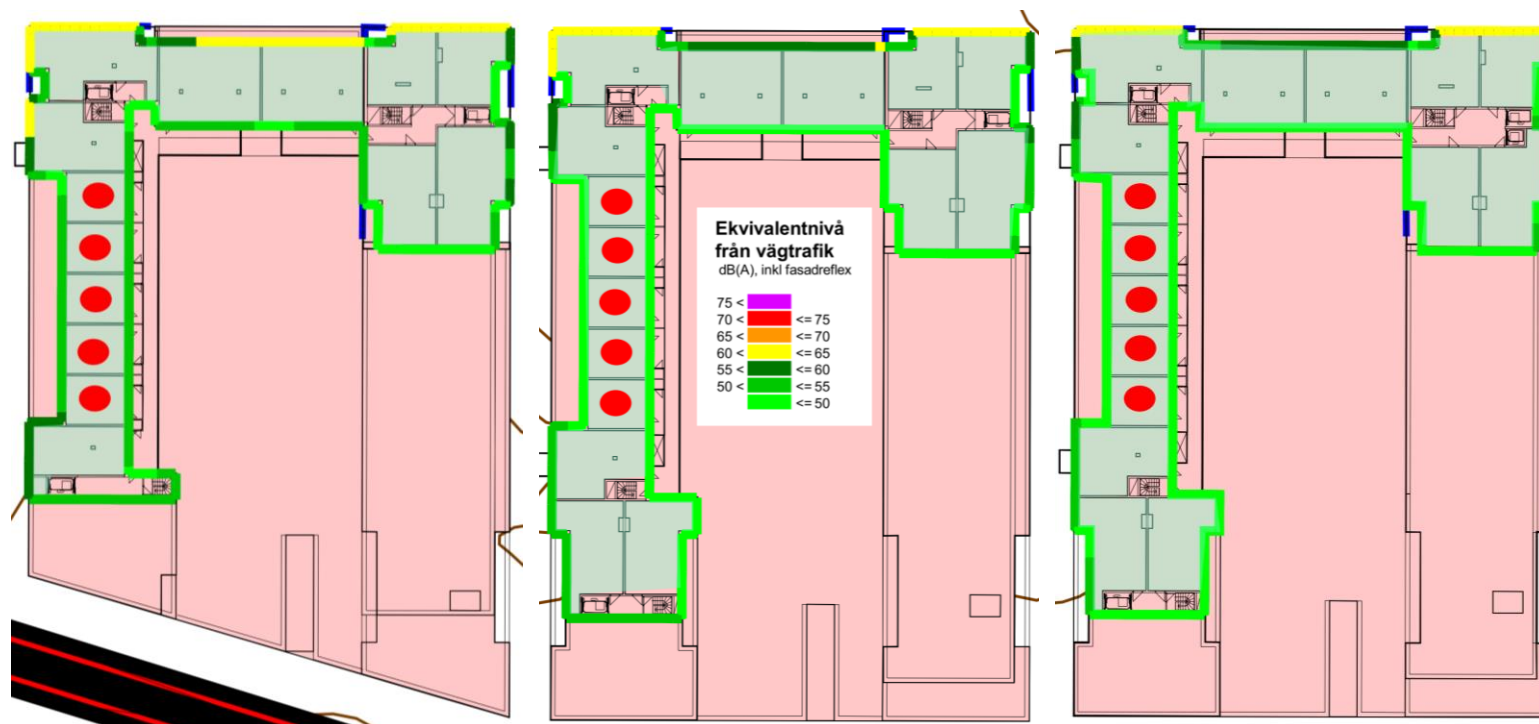 Ekvivalentnivå
från vägtrafik
dB(A), inkl fasadreflex
75 <
70 < <= 75
65 < <= 70
60 < <= 65
55 < <= 60
50 < <= 55
<= 50